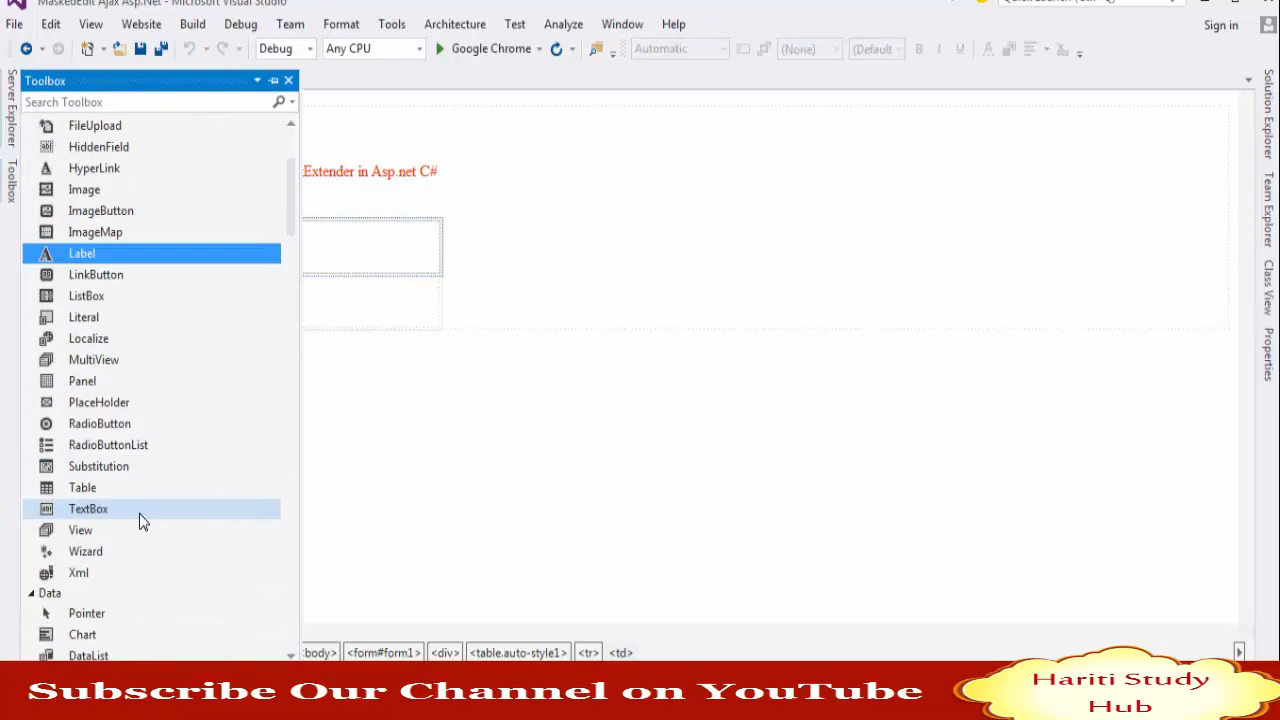 MaskedEdit Ajax Asp.Net - Microsoft Visual Studio
File Edit View Website Build Debug Team Format Tools Architecture Test Analyze Window Help
Sign in
Debug Any CPU Google Chrome Automatic (None) (Default B I U A
Toolbox
Search Toolbox
Server Explorer
Toolbox
FileUpload
HiddenField
HyperLink
Image
ImageButton
ImageMap
Label
LinkButton
ListBox
Literal
Localize
MultiView
Panel
PlaceHolder
RadioButton
RadioButtonList
Substitution
Table
TextBox
View
Wizard
Xml
Data
Pointer
Chart
DataList
Extender in Asp.net C#
Solution Explorer
Team Explorer
Class View
Properties
<body> <form#form1> <div> <table.auto-style1> <tr> <td>
Subscribe Our Channel on YouTube
Hariti Study
Hub